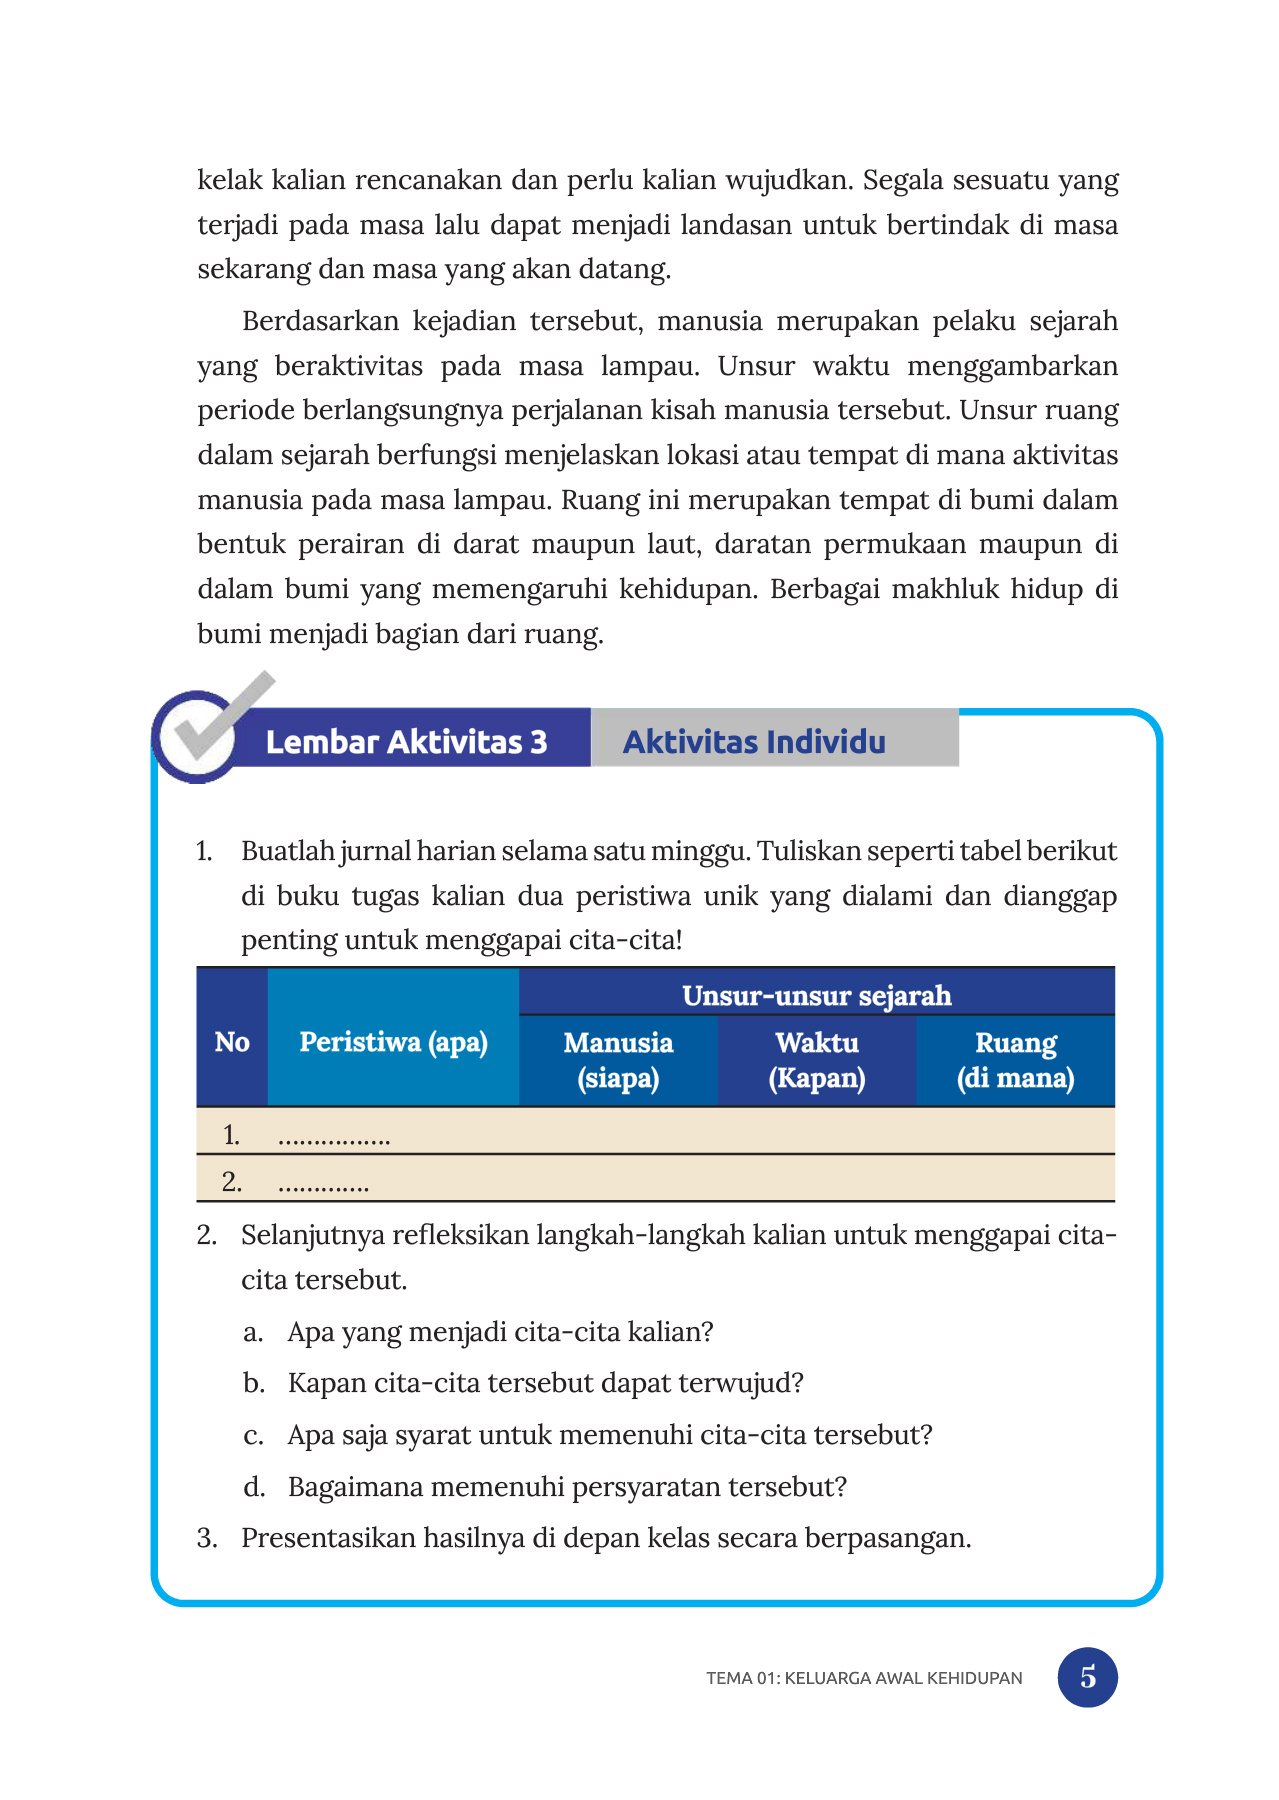 kelak kalian rencanakan dan perlu kalian wujudkan. Segala sesuatu yang
terjadi pada masa lalu dapat menjadi landasan untuk bertindak di masa
sekarang dan masa yang akan datang.
Berdasarkan kejadian tersebut, manusia merupakan pelaku sejarah
yang beraktivitas pada masa lampau. Unsur waktu menggambarkan
periode berlangsungnya perjalanan kisah manusia tersebut. Unsur ruang
dalam sejarah berfungsi menjelaskan lokasi atau tempat di mana aktivitas
manusia pada masa lampau. Ruang ini merupakan tempat di bumi dalam
bentuk perairan di darat maupun laut, daratan permukaan maupun di
dalam bumi yang memengaruhi kehidupan. Berbagai makhluk hidup di
bumi menjadi bagian dari ruang.
Lembar Aktivitas 3 Aktivitas Individu
1. Buatlah jurnal harian selama satu minggu. Tuliskan seperti tabel berikut
di buku tugas kalian dua peristiwa unik yang dialami dan dianggap
penting untuk menggapai cita-cita!
Unsur-unsur sejarah
No Peristiwa (apa) Manusia Waktu Ruang
(siapa) (Kapan) (di mana)
1. ................
2. .............
2. Selanjutnya refleksikan langkah-langkah kalian untuk menggapai cita-
cita tersebut.
a. Apa yang menjadi cita-cita kalian?
b. Kapan cita-cita tersebut dapat terwujud?
c. Apa saja syarat untuk memenuhi cita-cita tersebut?
d. Bagaimana memenuhi persyaratan tersebut?
3. Presentasikan hasilnya di depan kelas secara berpasangan.
TEMA 01: KELUARGA AWAL KEHIDUPAN 5